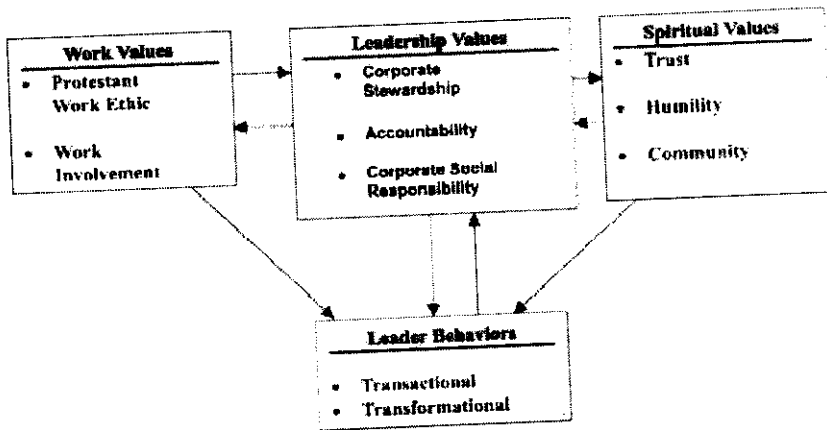 Work Values
• Protestant
Work Ethic
• Work
Involvement
Leadership Values
• Corporate
Stewardship
• Accountability
• Corporate Social
Responsibility
Spiritual Values
• Trust
• Humility
• Community
Leader Behaviors
• Transactional
• Transformational